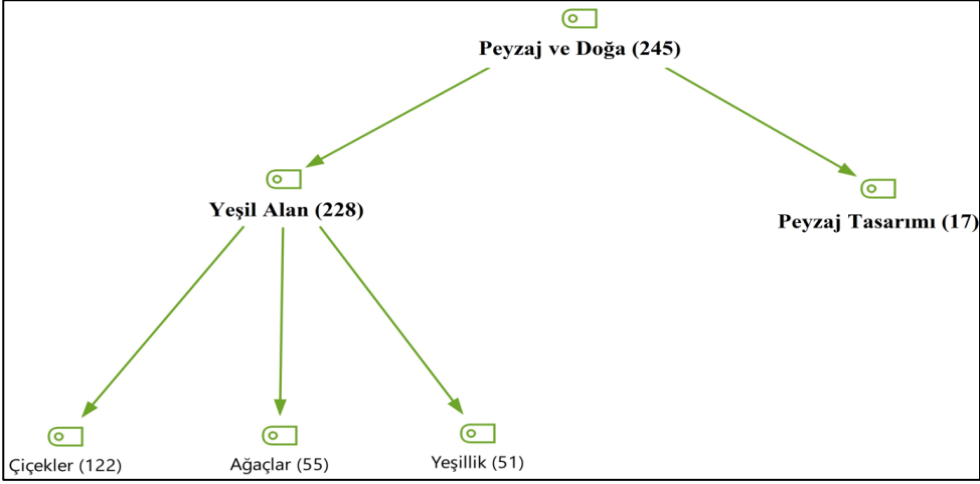 Peyzaj ve Doğa (245)
Yeşil Alan (228)
Peyzaj Tasarımı (17)
Çiçekler (122)
Ağaçlar (55)
Yeşillik (51)